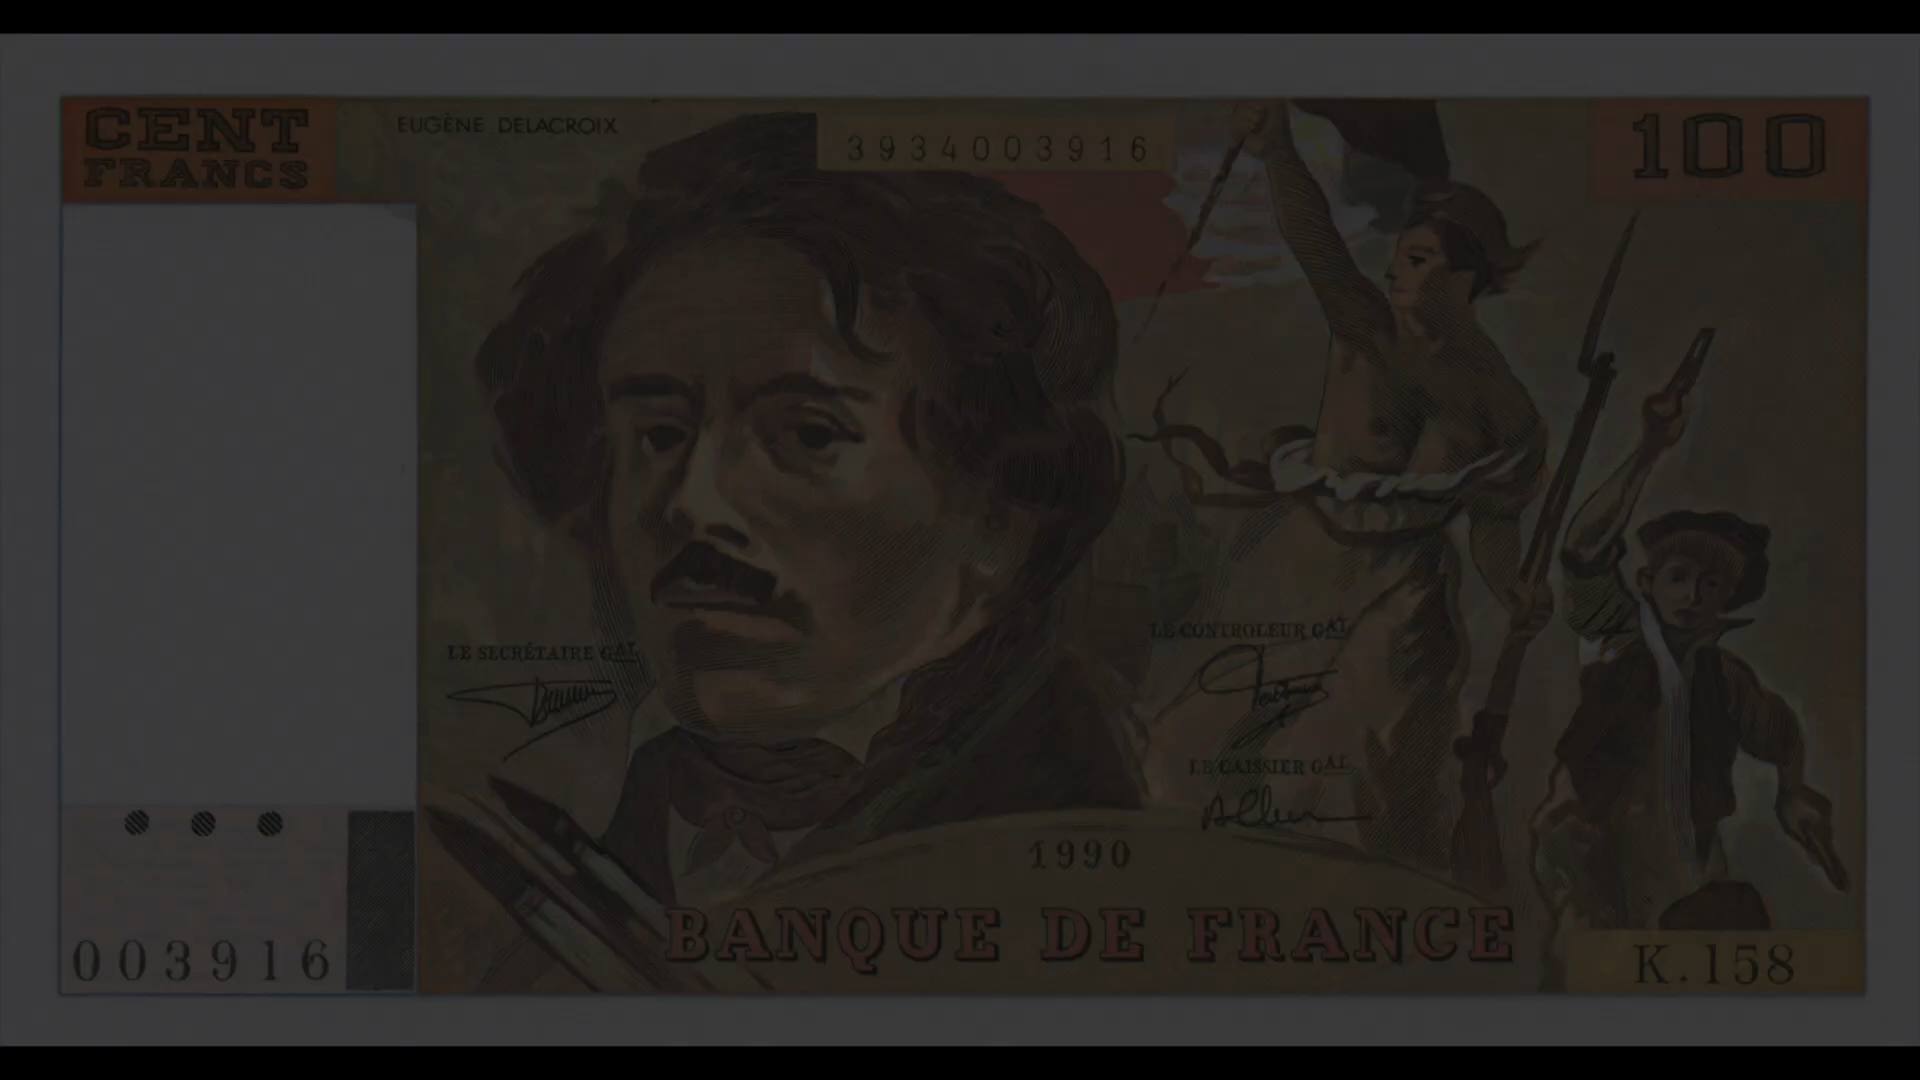 CENT
FRANCS
EUGÈNE DELACROIX
3934003916
100
LE SECRÉTAIRE GAL
LE CONTROLEUR GAL
LE CAISSIER GAL
1990
BANQUE DE FRANCE
003916
K.158